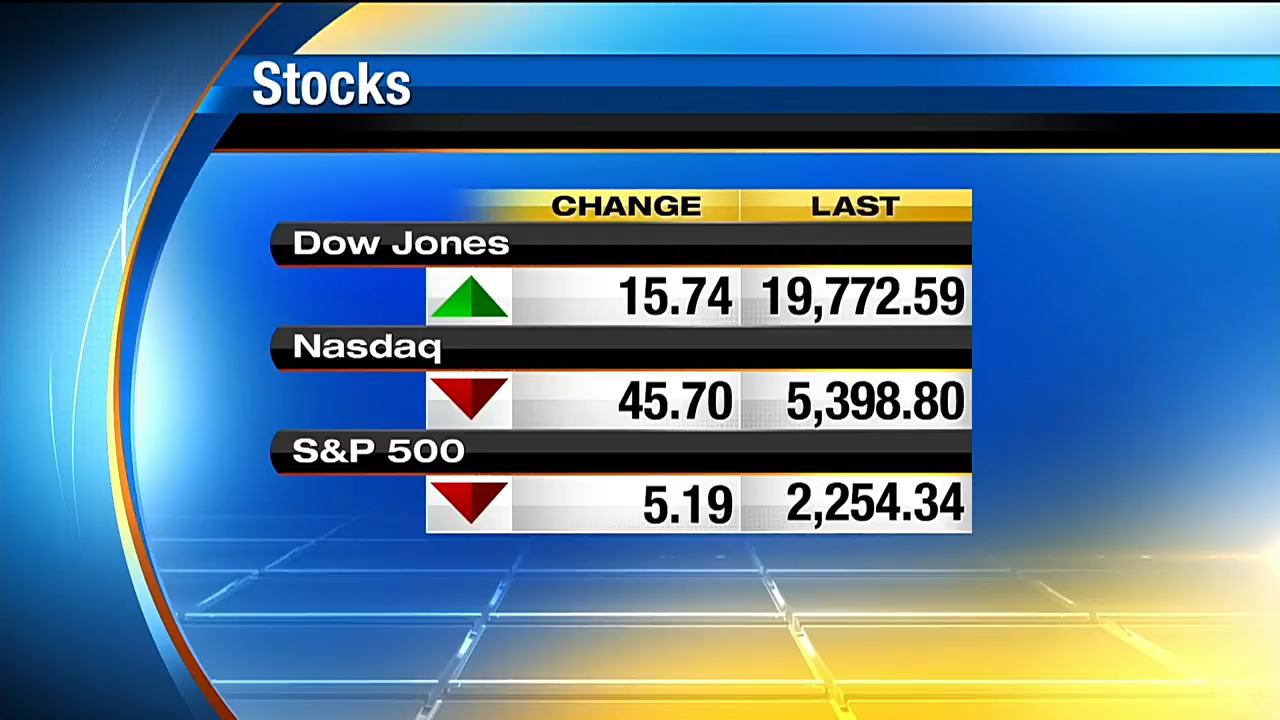 Stocks
CHANGE LAST
Dow Jones
15.74 19,772.59
Nasdaq
45.70 5,398.80
S&P 500
5.19 2,254.34